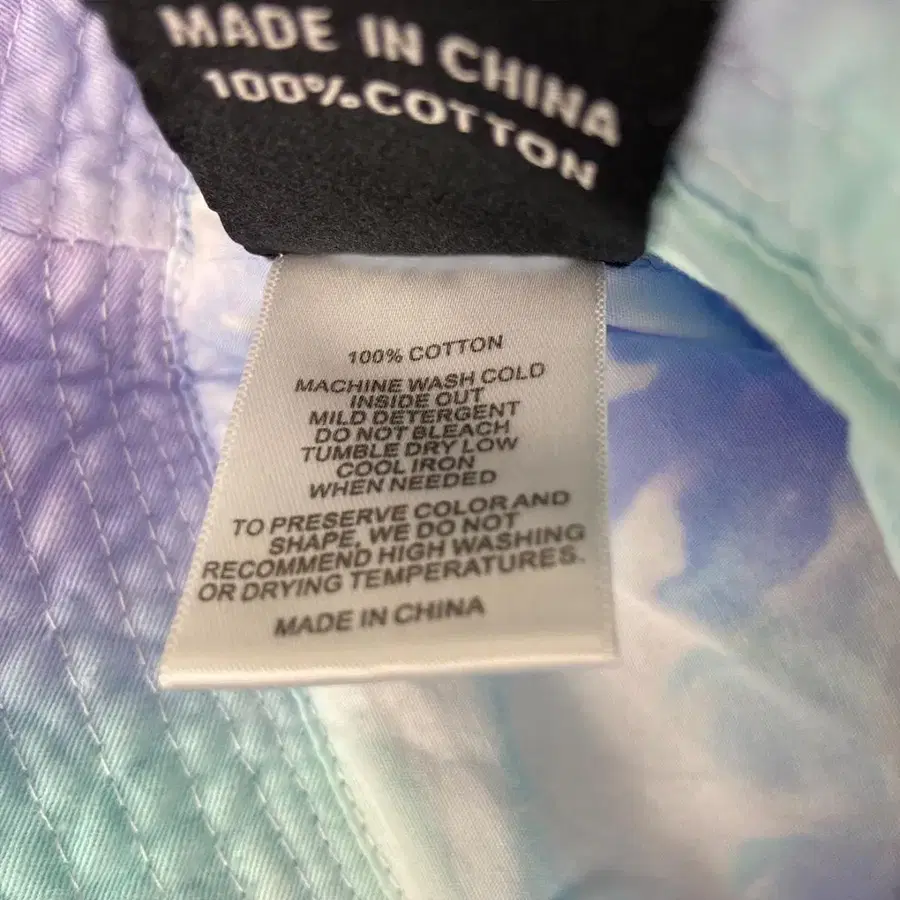 MADE IN CHINA
100% COTTON
100% COTTON
MACHINE WASH COLD
INSIDE OUT
MILD DETERGENT
DO NOT BLEACH
TUMBLE DRY LOW
COOL IRON
WHEN NEEDED
TO PRESERVE COLOR AND
SHAPE, WE DO NOT
RECOMMEND HIGH WASHING
OR DRYING TEMPERATURES.
MADE IN CHINA